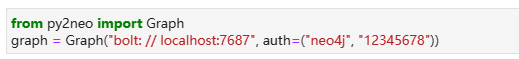 from py2neo import Graph
graph = Graph("bolt: // localhost:7687", auth=("neo4j", "12345678"))